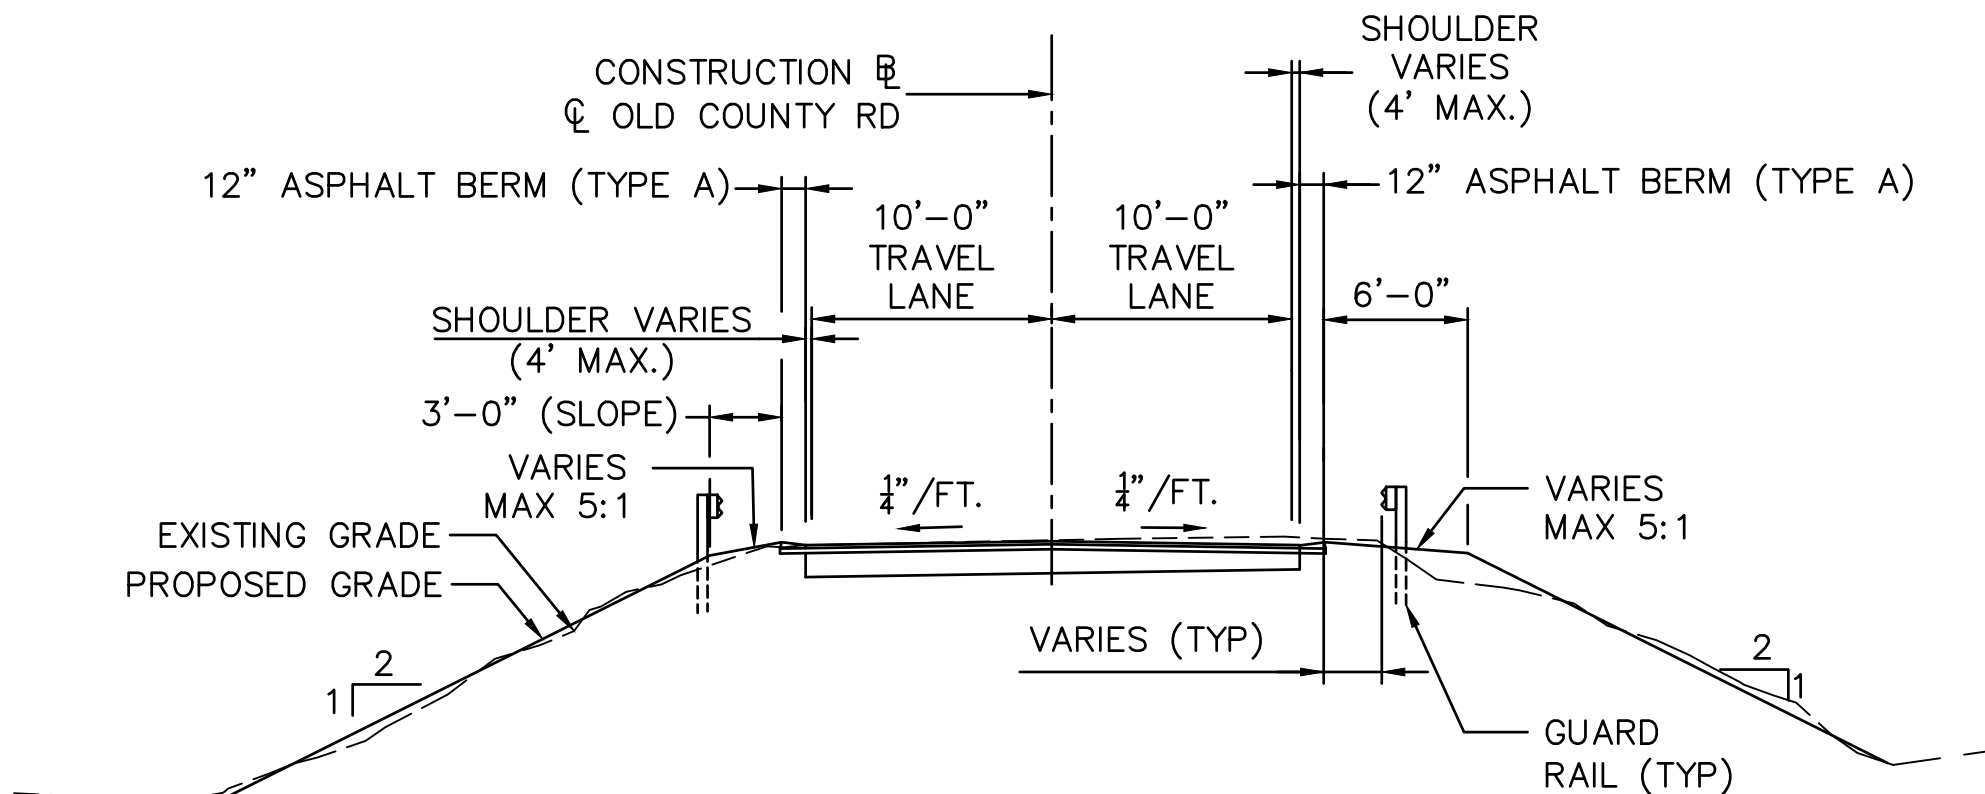 SHOULDER
VARIES
(4' MAX.)
CONSTRUCTION ⅊
℄ OLD COUNTY RD
12" ASPHALT BERM (TYPE A)
12" ASPHALT BERM (TYPE A)
10'-0"
TRAVEL
LANE
10'-0"
TRAVEL
LANE
6'-0"
SHOULDER VARIES
(4' MAX.)
3'-0" (SLOPE)
VARIES
MAX 5:1
1/4"/FT.
1/4"/FT.
VARIES
MAX 5:1
EXISTING GRADE
PROPOSED GRADE
VARIES (TYP)
2
1
2
1
GUARD
RAIL (TYP)